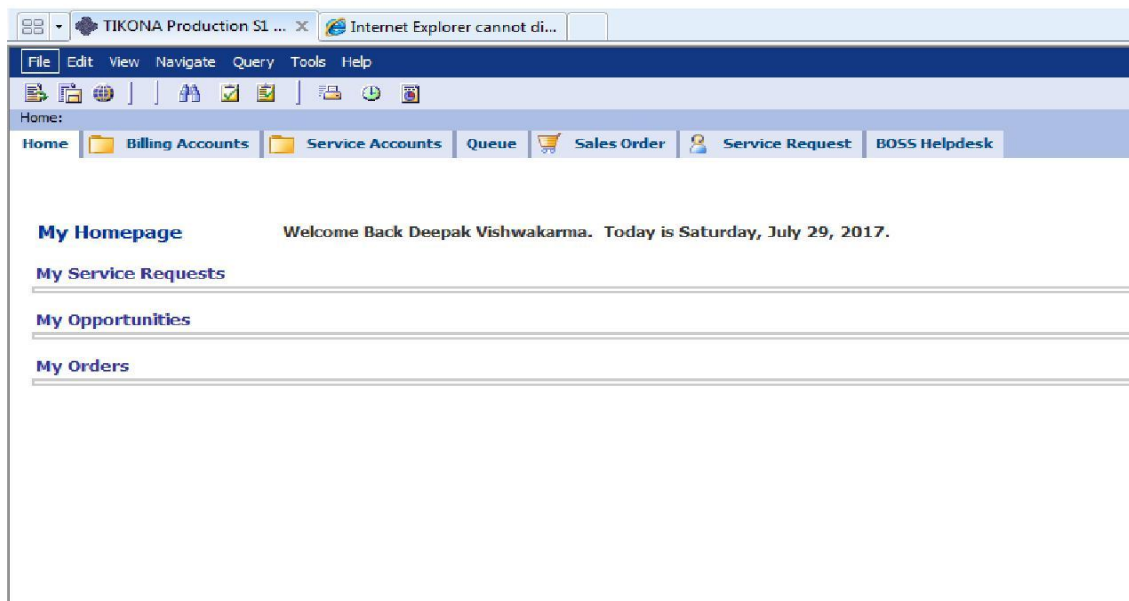 TIKONA Production S1 ... Internet Explorer cannot di...
File Edit View Navigate Query Tools Help
Home:
Home Billing Accounts Service Accounts Queue Sales Order Service Request BOSS Helpdesk
My Homepage Welcome Back Deepak Vishwakarma. Today is Saturday, July 29, 2017.
My Service Requests
My Opportunities
My Orders